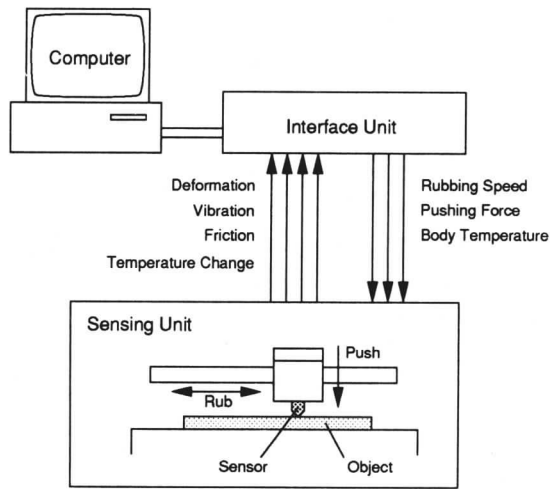 Computer
Interface Unit
Deformation
Vibration
Friction
Temperature Change
Rubbing Speed
Pushing Force
Body Temperature
Sensing Unit
Push
Rub
Sensor
Object